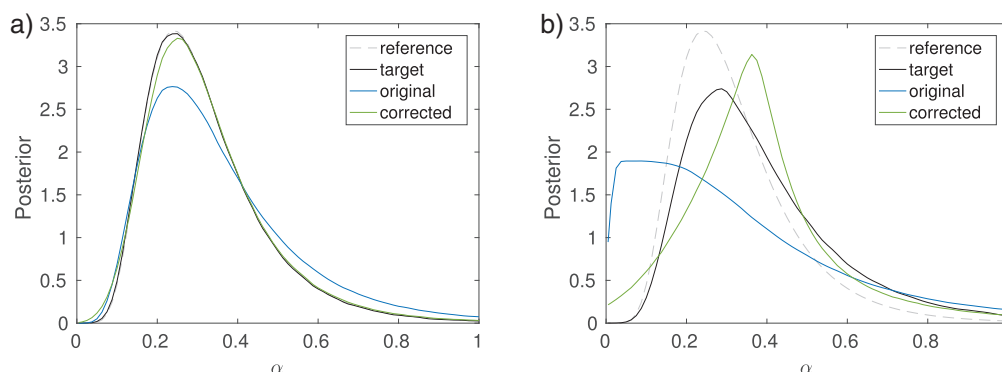 a)
Posterior
3.5
3
2.5
2
1.5
1
0.5
0
reference
target
original
corrected
0 0.2 0.4 0.6 0.8 1
α
b)
Posterior
3.5
3
2.5
2
1.5
1
0.5
0
reference
target
original
corrected
0 0.2 0.4 0.6 0.8
α